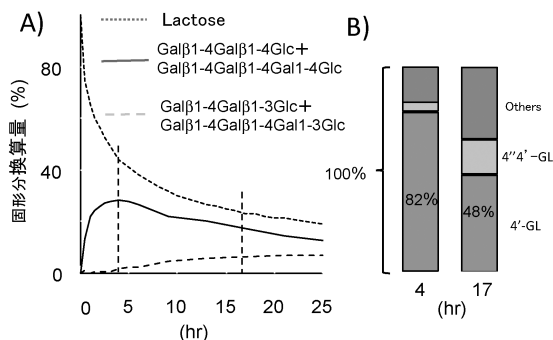 A)
Lactose
Galβ1-4Galβ1-4Glc+
Galβ1-4Galβ1-4Gal1-4Glc
Galβ1-4Galβ1-3Glc+
Galβ1-4Galβ1-4Gal1-3Glc
固形分換算量 (%)
80
40
0
0 5 10 15 20 25
(hr)
B)
100%
Others
4''4'-GL
4'-GL
82%
48%
4 17
(hr)